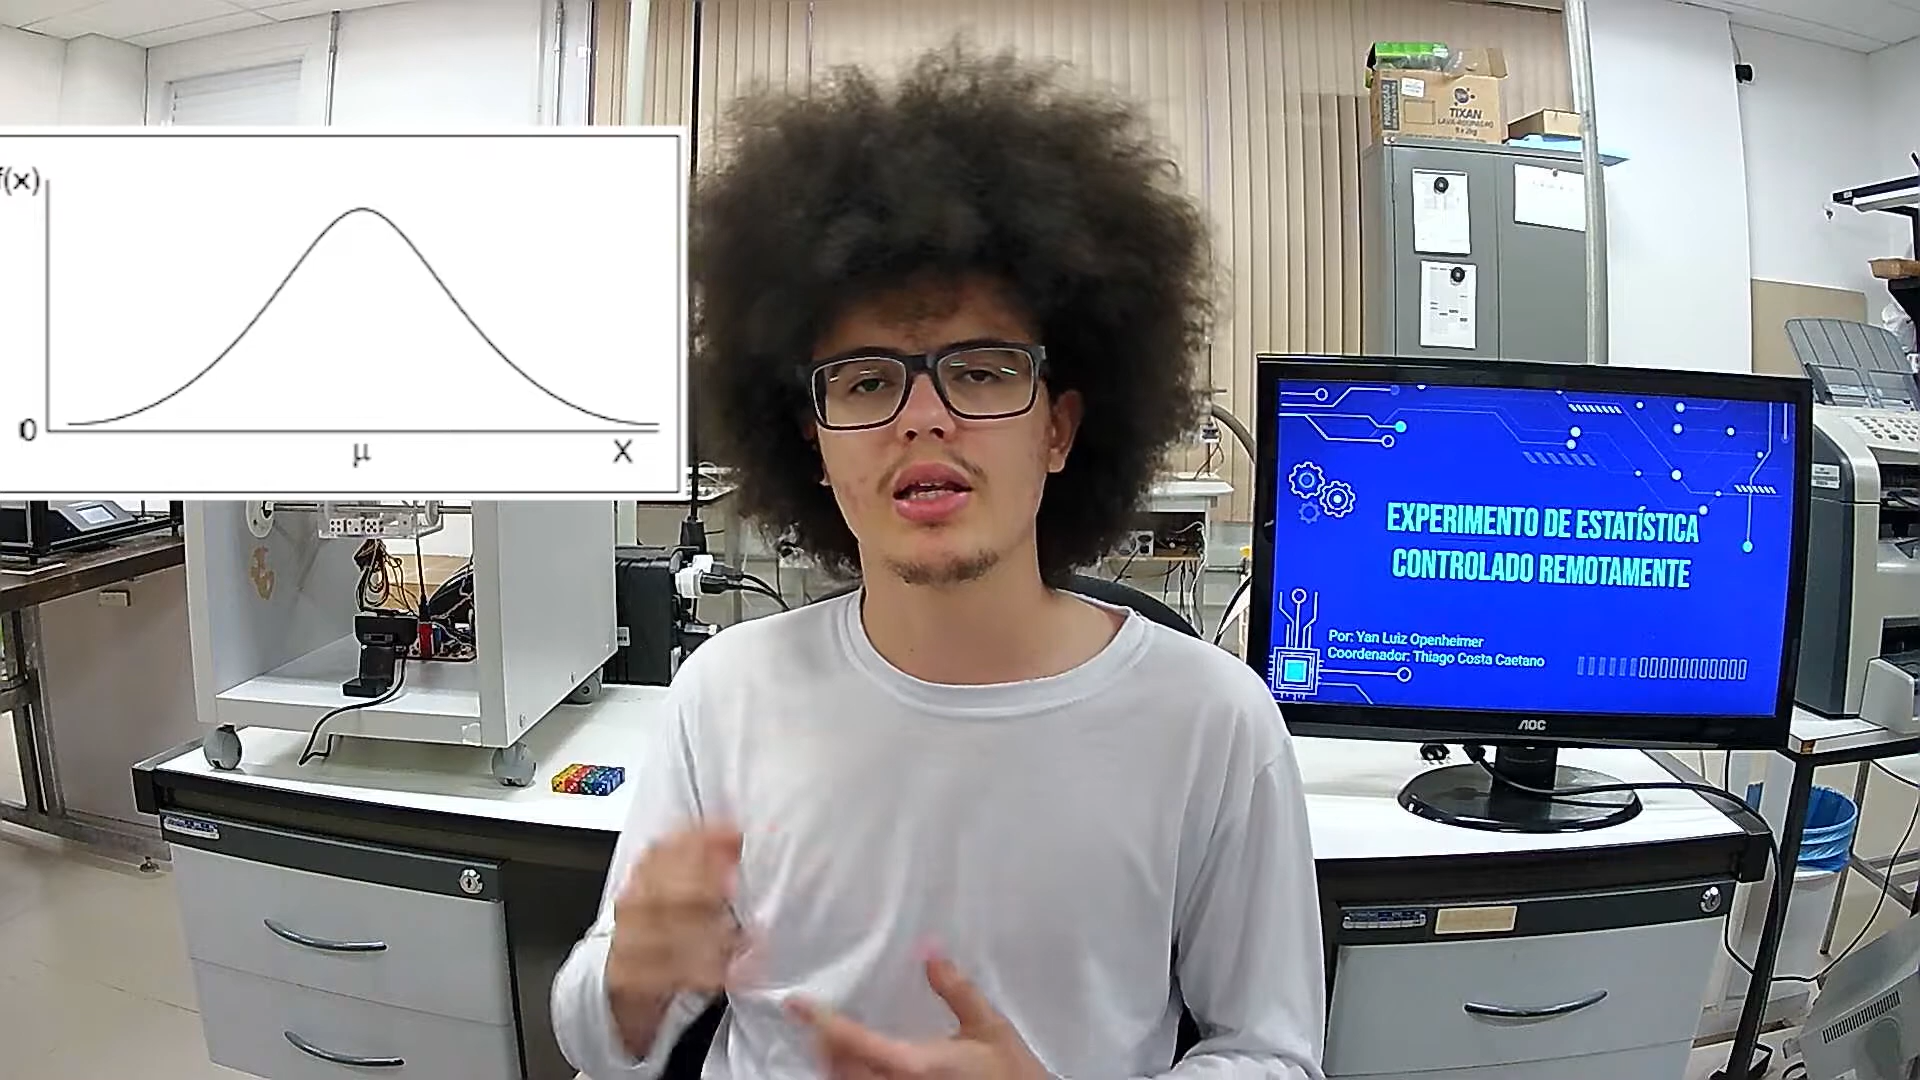 f(x)
0
μ
X
TIXAN
EXPERIMENTO DE ESTATÍSTICA
CONTROLADO REMOTAMENTE
Por: Yan Luiz Openheimer
Coordenador: Thiago Costa Caetano
AOC